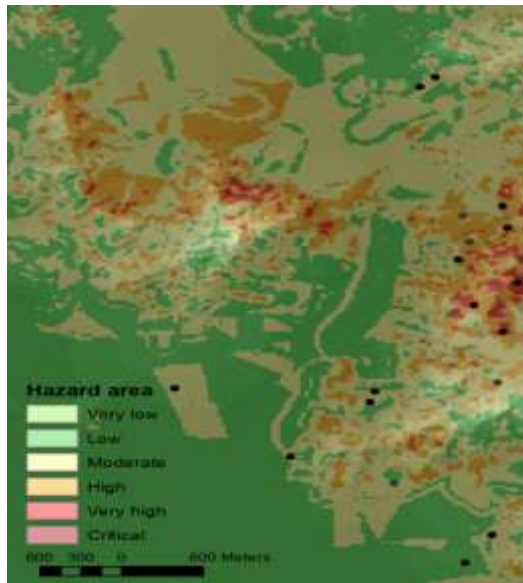 Hazard area
Very low
Low
Moderate
High
Very high
Critical
600 300 0 600 Meters